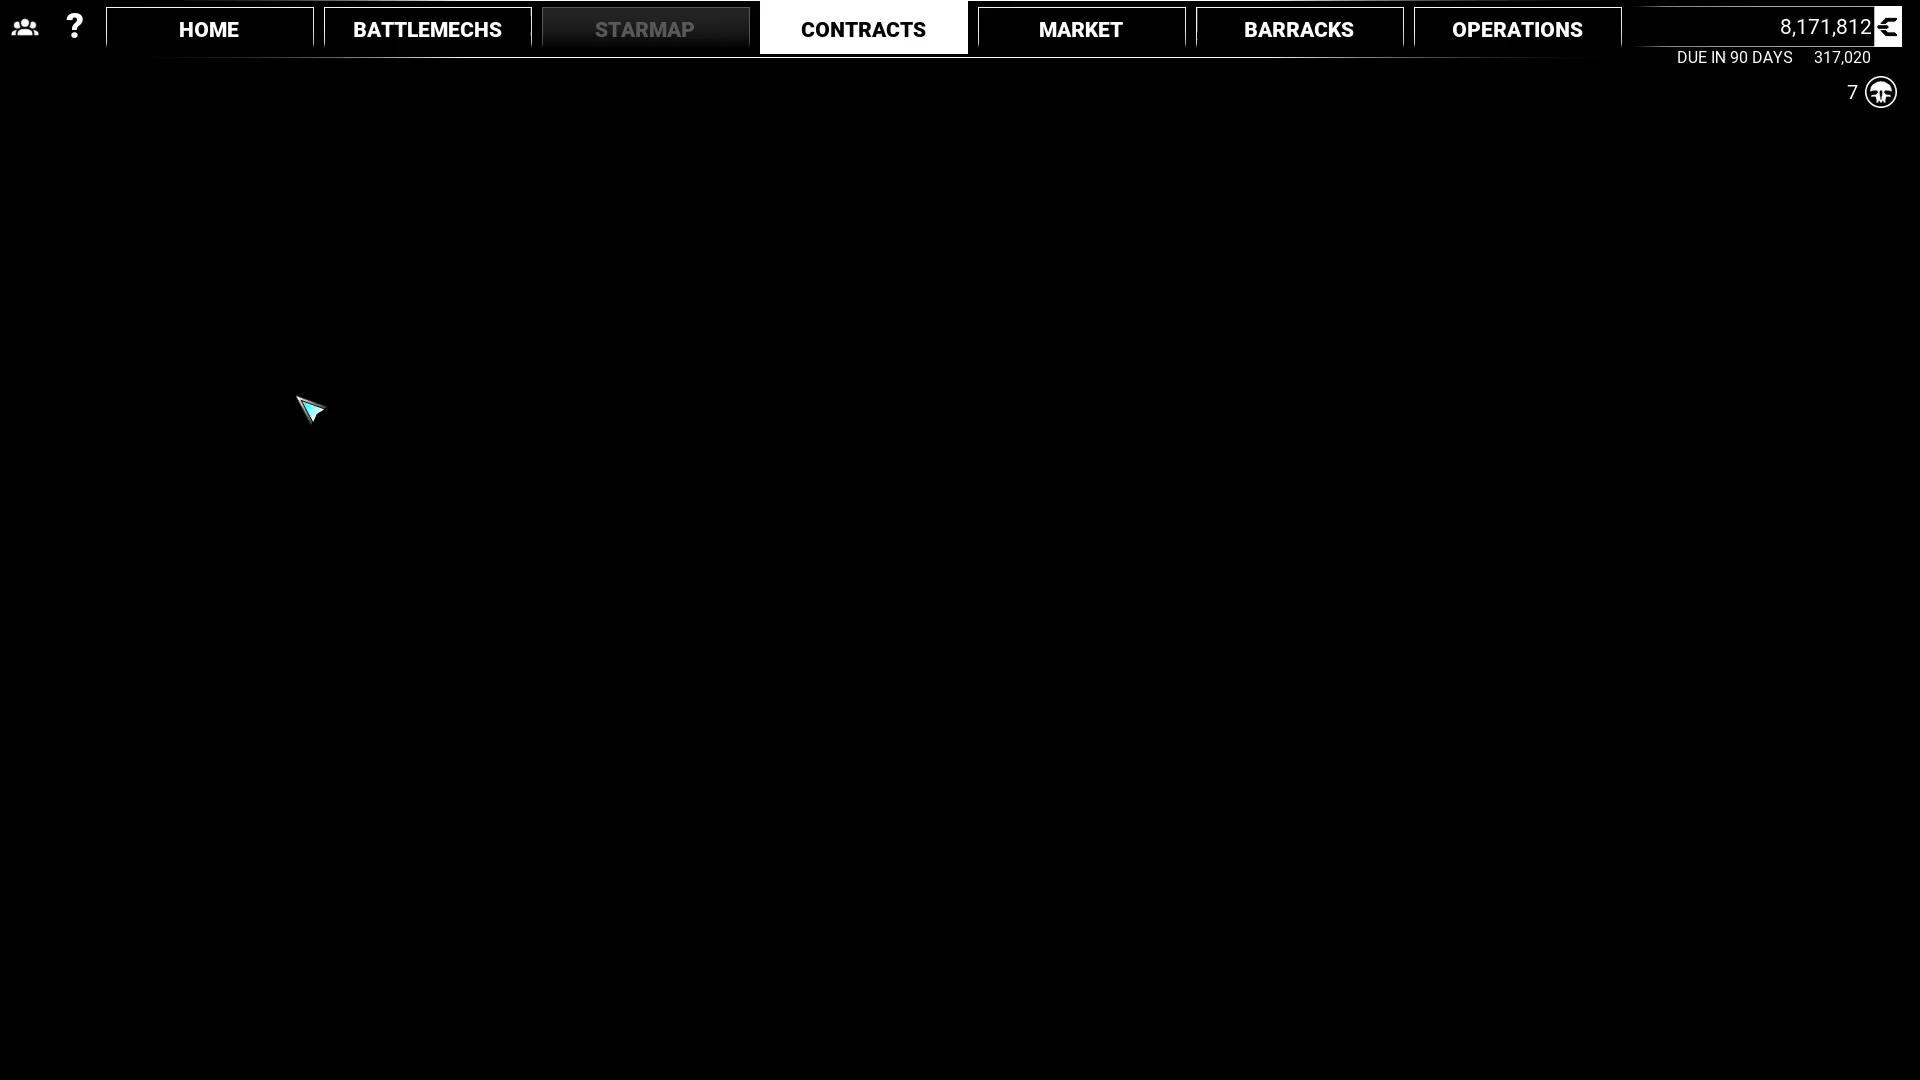 ?
HOME
BATTLEMECHS
STARMAP
CONTRACTS
MARKET
BARRACKS
OPERATIONS
8,171,812
DUE IN 90 DAYS 317,020
7